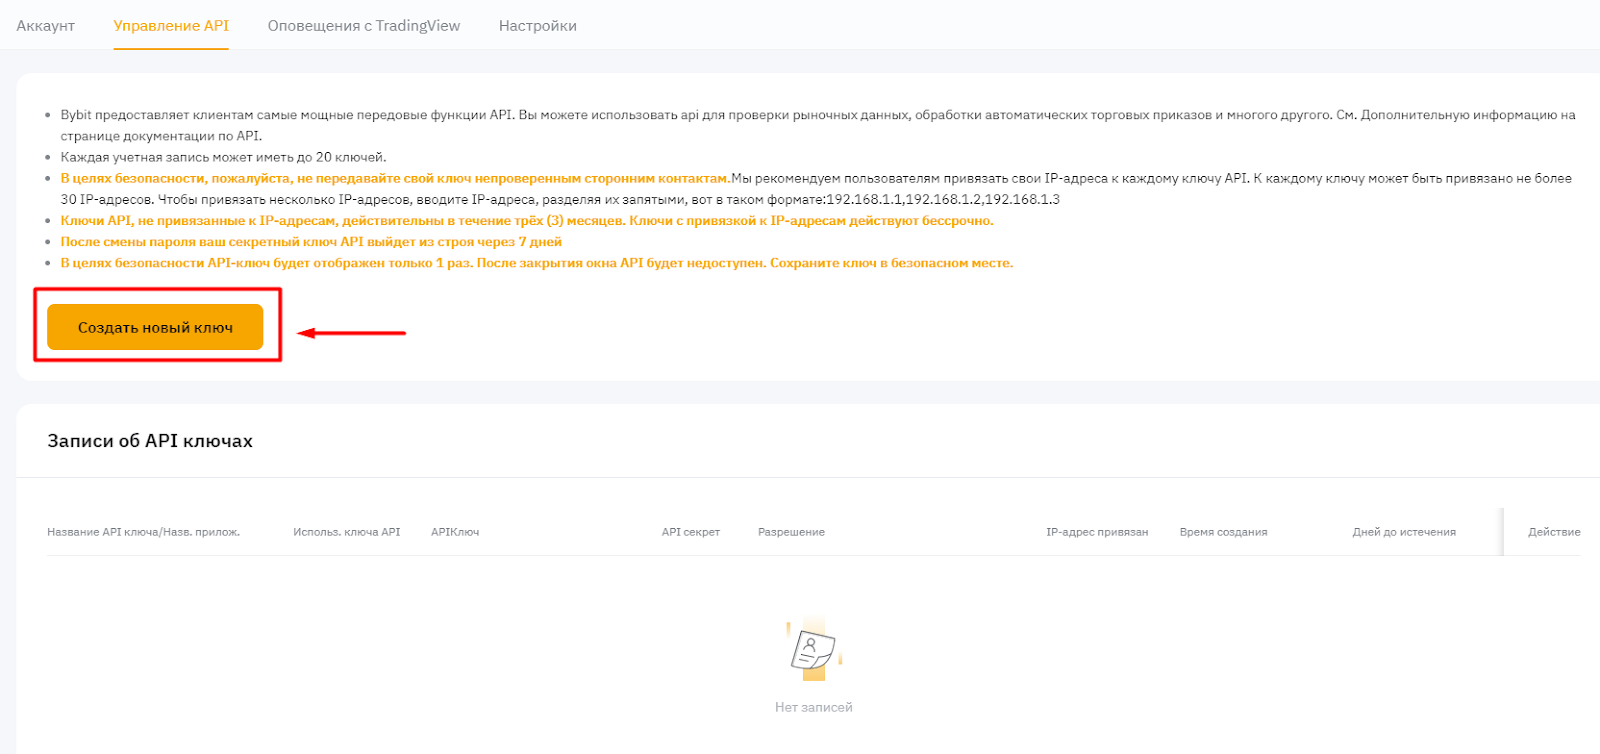 Аккаунт Управление API Оповещения с TradingView Настройки
Bybit предоставляет клиентам самые мощные передовые функции API. Вы можете использовать api для проверки рыночных данных, обработки автоматических торговых приказов и многого другого. См. Дополнительную информацию на
странице документации по API.
Каждая учетная запись может иметь до 20 ключей.
В целях безопасности, пожалуйста, не передавайте свой ключ непроверенным сторонним контактам.Мы рекомендуем пользователям привязать свои IP-адреса к каждому ключу API. К каждому ключу может быть привязано не более
30 IP-адресов. Чтобы привязать несколько IP-адресов, вводите IP-адреса, разделяя их запятыми, вот в таком формате:192.168.1.1,192.168.1.2,192.168.1.3
Ключи API, не привязанные к IP-адресам, действительны в течение трёх (3) месяцев. Ключи с привязкой к IP-адресам действуют бессрочно.
После смены пароля ваш секретный ключ API выйдет из строя через 7 дней
В целях безопасности API-ключ будет отображен только 1 раз. После закрытия окна API будет недоступен. Сохраните ключ в безопасном месте.
Создать новый ключ
Записи об API ключах
Название API ключа/Назв. прилож. Использ. ключа API APIКлюч API секрет Разрешение IP-адрес привязан Время создания Дней до истечения Действие
Нет записей